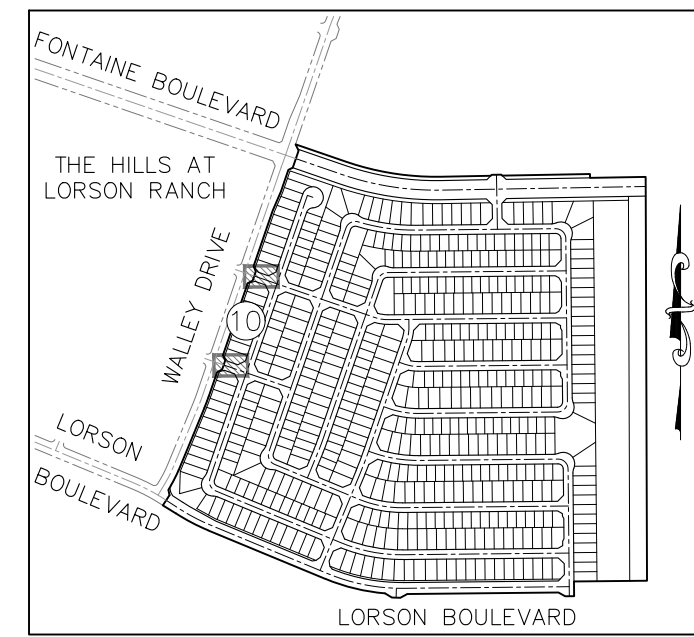 FONTAINE BOULEVARD
THE HILLS AT
LORSON RANCH
WALLEY DRIVE
10
LORSON
BOULEVARD
LORSON BOULEVARD